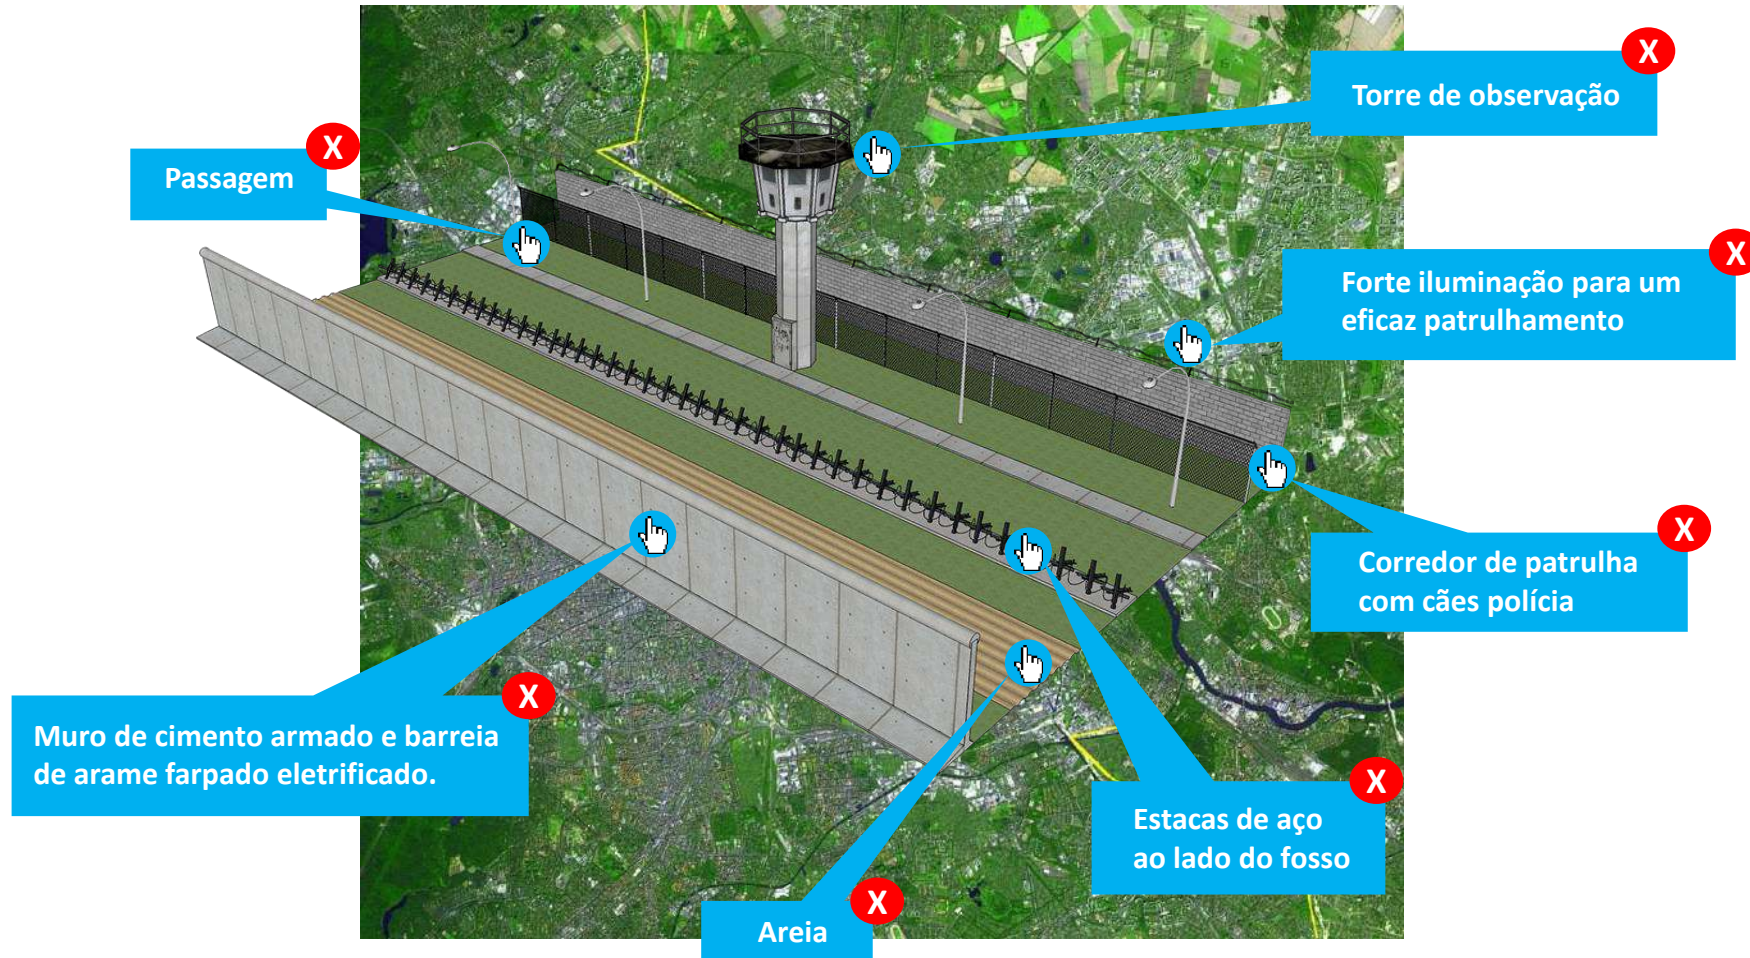 X
Torre de observação
X
Passagem
X
Forte iluminação para um
eficaz patrulhamento
X
Corredor de patrulha
com cães polícia
X
Muro de cimento armado e barreia
de arame farpado eletrificado.
X
Estacas de aço
ao lado do fosso
X
Areia